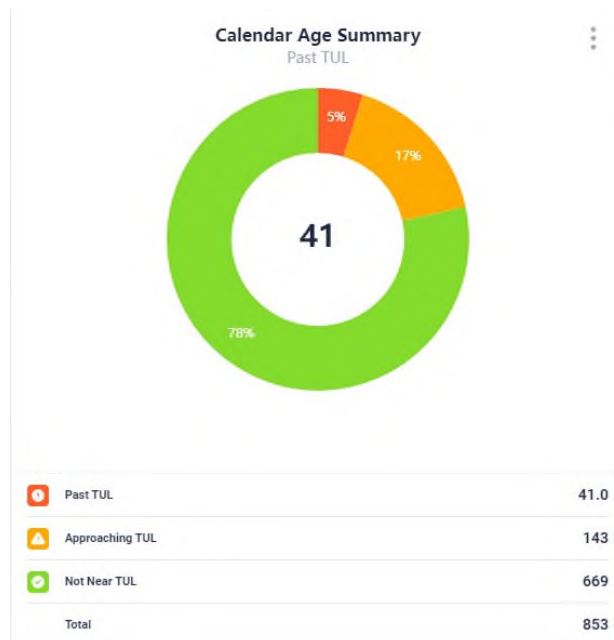 Calendar Age Summary
Past TUL
5%
17%
41
78%
Past TUL 41.0
Approaching TUL 143
Not Near TUL 669
Total 853